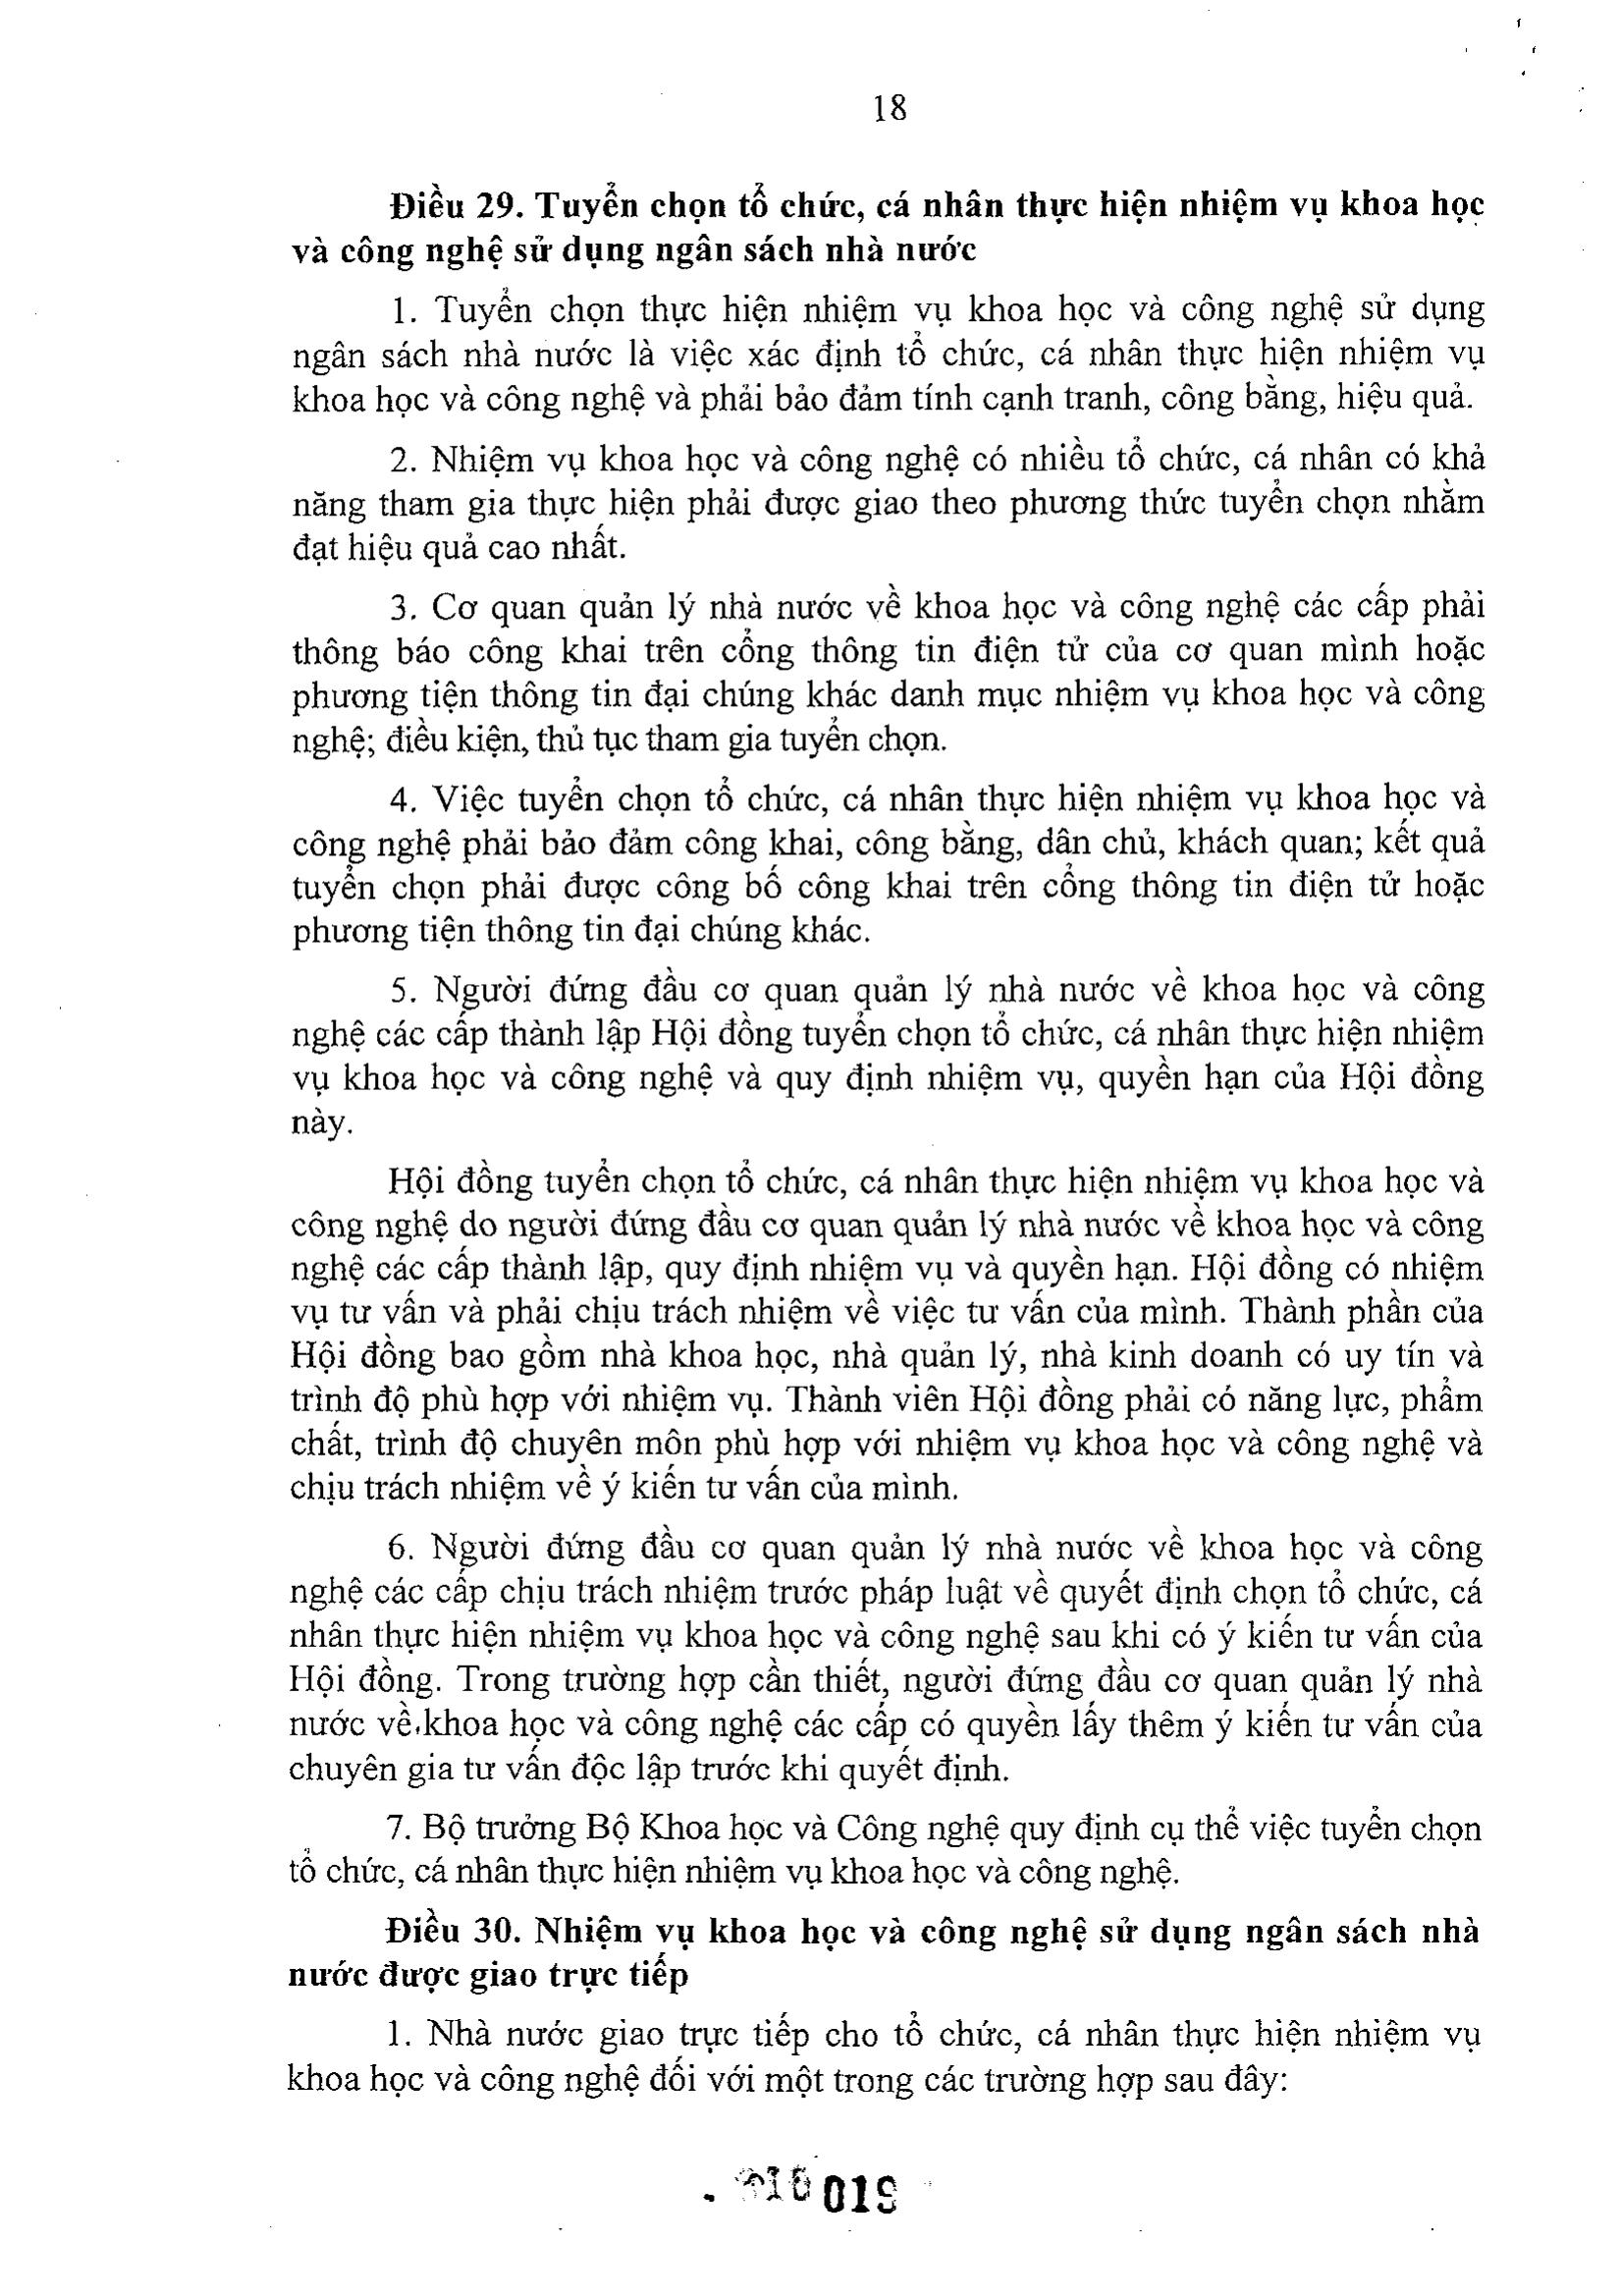 18
Điều 29. Tuyển chọn tổ chức, cá nhân thực hiện nhiệm vụ khoa học
và công nghệ sử dụng ngân sách nhà nước
1. Tuyển chọn thực hiện nhiệm vụ khoa học và công nghệ sử dụng
ngân sách nhà nước là việc xác định tổ chức, cá nhân thực hiện nhiệm vụ
khoa học và công nghệ và phải bảo đảm tính cạnh tranh, công bằng, hiệu quả.
2. Nhiệm vụ khoa học và công nghệ có nhiều tổ chức, cá nhân có khả
năng tham gia thực hiện phải được giao theo phương thức tuyển chọn nhằm
đạt hiệu quả cao nhất.
3. Cơ quan quản lý nhà nước về khoa học và công nghệ các cấp phải
thông báo công khai trên cổng thông tin điện tử của cơ quan mình hoặc
phương tiện thông tin đại chúng khác danh mục nhiệm vụ khoa học và công
nghệ; điều kiện, thủ tục tham gia tuyển chọn.
4. Việc tuyển chọn tổ chức, cá nhân thực hiện nhiệm vụ khoa học và
công nghệ phải bảo đảm công khai, công bằng, dân chủ, khách quan; kết quả
tuyển chọn phải được công bố công khai trên cổng thông tin điện tử hoặc
phương tiện thông tin đại chúng khác.
5. Người đứng đầu cơ quan quản lý nhà nước về khoa học và công
nghệ các cấp thành lập Hội đồng tuyển chọn tổ chức, cá nhân thực hiện nhiệm
vụ khoa học và công nghệ và quy định nhiệm vụ, quyền hạn của Hội đồng
này.
Hội đồng tuyển chọn tổ chức, cá nhân thực hiện nhiệm vụ khoa học và
công nghệ do người đứng đầu cơ quan quản lý nhà nước về khoa học và công
nghệ các cấp thành lập, quy định nhiệm vụ và quyền hạn. Hội đồng có nhiệm
vụ tư vấn và phải chịu trách nhiệm về việc tư vấn của mình. Thành phần của
Hội đồng bao gồm nhà khoa học, nhà quản lý, nhà kinh doanh có uy tín và
trình độ phù hợp với nhiệm vụ. Thành viên Hội đồng phải có năng lực, phẩm
chất, trình độ chuyên môn phù hợp với nhiệm vụ khoa học và công nghệ và
chịu trách nhiệm về ý kiến tư vấn của mình.
6. Người đứng đầu cơ quan quản lý nhà nước về khoa học và công
nghệ các cấp chịu trách nhiệm trước pháp luật về quyết định chọn tổ chức, cá
nhân thực hiện nhiệm vụ khoa học và công nghệ sau khi có ý kiến tư vấn của
Hội đồng. Trong trường hợp cần thiết, người đứng đầu cơ quan quản lý nhà
nước về khoa học và công nghệ các cấp có quyền lấy thêm ý kiến tư vấn của
chuyên gia tư vấn độc lập trước khi quyết định.
7. Bộ trưởng Bộ Khoa học và Công nghệ quy định cụ thể việc tuyển chọn
tổ chức, cá nhân thực hiện nhiệm vụ khoa học và công nghệ.
Điều 30. Nhiệm vụ khoa học và công nghệ sử dụng ngân sách nhà
nước được giao trực tiếp
1. Nhà nước giao trực tiếp cho tổ chức, cá nhân thực hiện nhiệm vụ
khoa học và công nghệ đối với một trong các trường hợp sau đây:
019